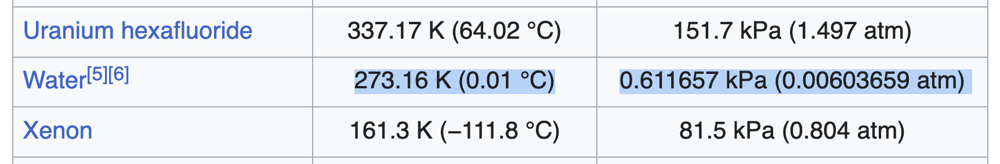 Uranium hexafluoride 337.17 K (64.02 °C) 151.7 kPa (1.497 atm)
Water[5][6] 273.16 K (0.01 °C) 0.611657 kPa (0.00603659 atm)
Xenon 161.3 K (−111.8 °C) 81.5 kPa (0.804 atm)